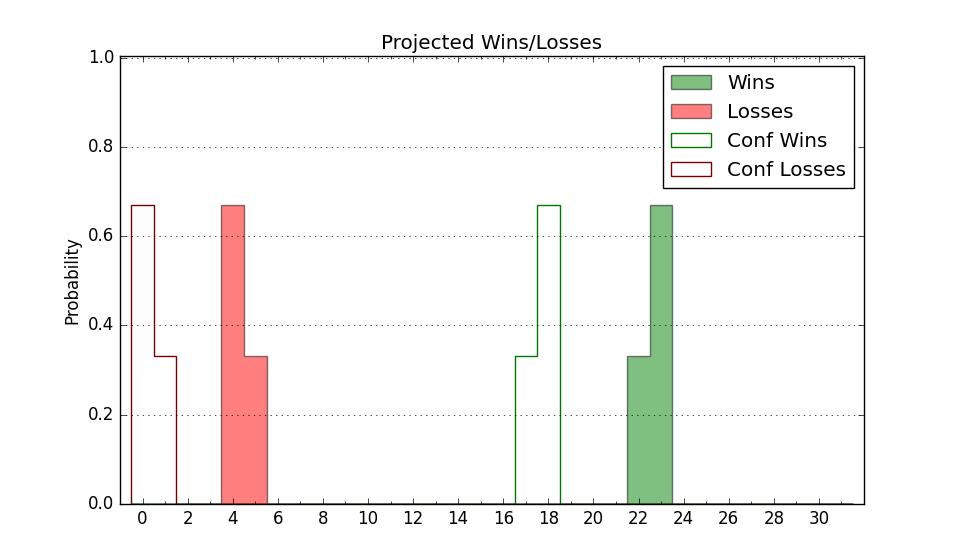 Projected Wins/Losses
1.0
0.8
0.6
0.4
0.2
0.0
Probability
Wins
Losses
Conf Wins
Conf Losses
0 2 4 6 8 10 12 14 16 18 20 22 24 26 28 30